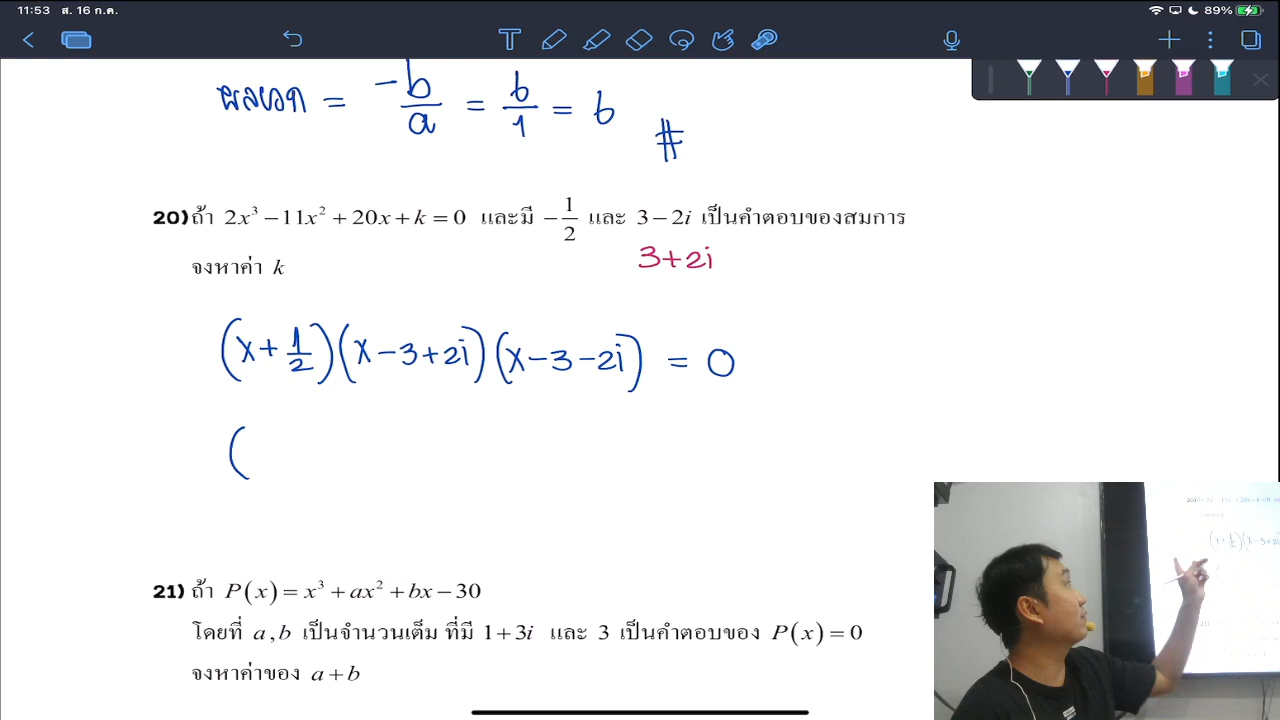 11:53 ส. 16 ก.ค. 89%
ผลบวก = -b/a = 6/1 = 6 #
20) ถ้า 2x³ − 11x² + 20x + k = 0 และมี −1/2 และ 3 − 2i เป็นคำตอบของสมการ
จงหาค่า k
3+2i
(x + 1/2)(x − 3 + 2i)(x − 3 − 2i) = 0
(
21) ถ้า P(x) = x³ + ax² + bx − 30
โดยที่ a, b เป็นจำนวนเต็ม ที่มี 1 + 3i และ 3 เป็นคำตอบของ P(x) = 0
จงหาค่าของ a + b